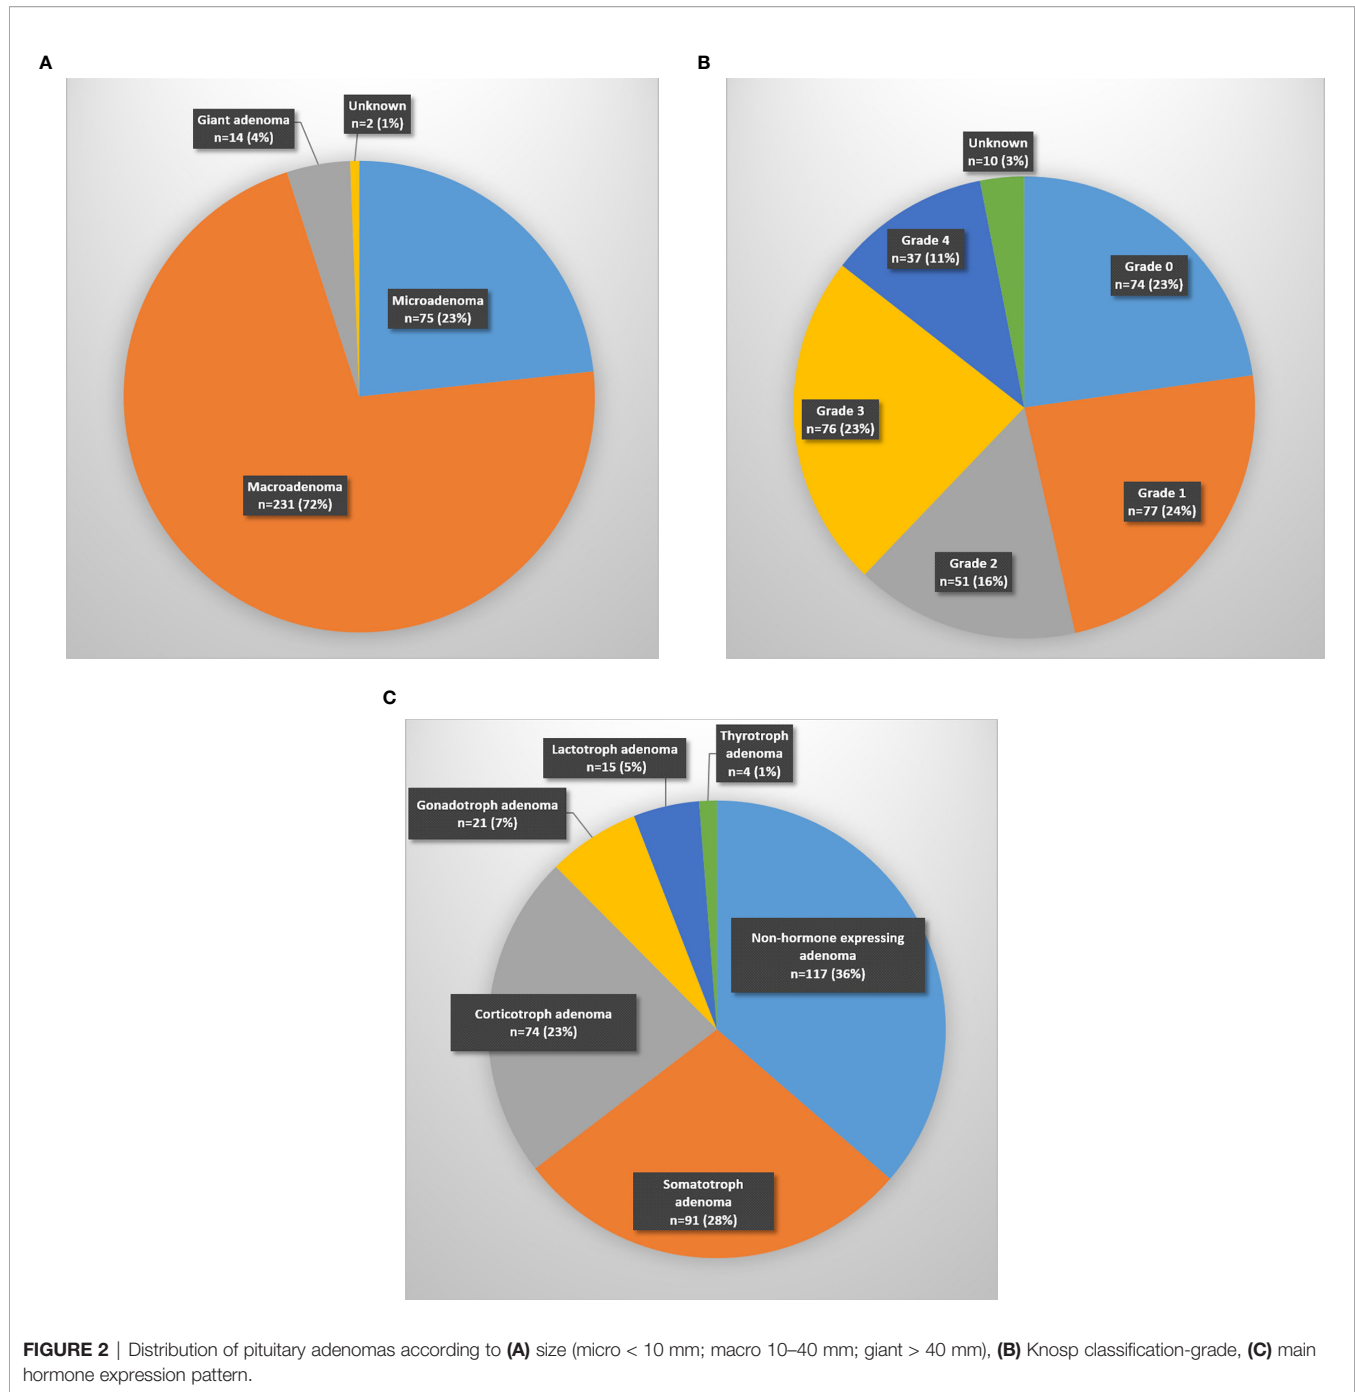 A
Giant adenoma
n=14 (4%)
Unknown
n=2 (1%)
Microadenoma
n=75 (23%)
Macroadenoma
n=231 (72%)
B
Unknown
n=10 (3%)
Grade 4
n=37 (11%)
Grade 0
n=74 (23%)
Grade 3
n=76 (23%)
Grade 1
n=77 (24%)
Grade 2
n=51 (16%)
C
Lactotroph adenoma
n=15 (5%)
Thyrotroph
adenoma
n=4 (1%)
Gonadotroph adenoma
n=21 (7%)
Non-hormone expressing
adenoma
n=117 (36%)
Corticotroph adenoma
n=74 (23%)
Somatotroph
adenoma
n=91 (28%)
FIGURE 2 | Distribution of pituitary adenomas according to (A) size (micro < 10 mm; macro 10–40 mm; giant > 40 mm), (B) Knosp classification-grade, (C) main
hormone expression pattern.